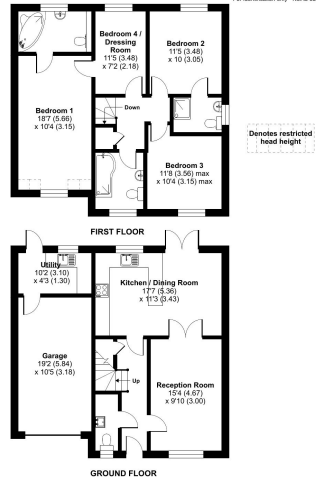 Bedroom 4 /
Dressing
Room
11'5 (3.48)
x 7'2 (2.18)
Bedroom 2
11'5 (3.48)
x 10 (3.05)
Bedroom 1
18'7 (5.66)
x 10'4 (3.15)
Down
Denotes restricted
head height
Bedroom 3
11'8 (3.56) max
x 10'4 (3.15) max
FIRST FLOOR
Utility
10'2 (3.10)
x 4'3 (1.30)
Kitchen / Dining Room
17'7 (5.36)
x 11'3 (3.43)
Garage
19'2 (5.84)
x 10'5 (3.18)
Up
Reception Room
15'4 (4.67)
x 9'10 (3.00)
GROUND FLOOR